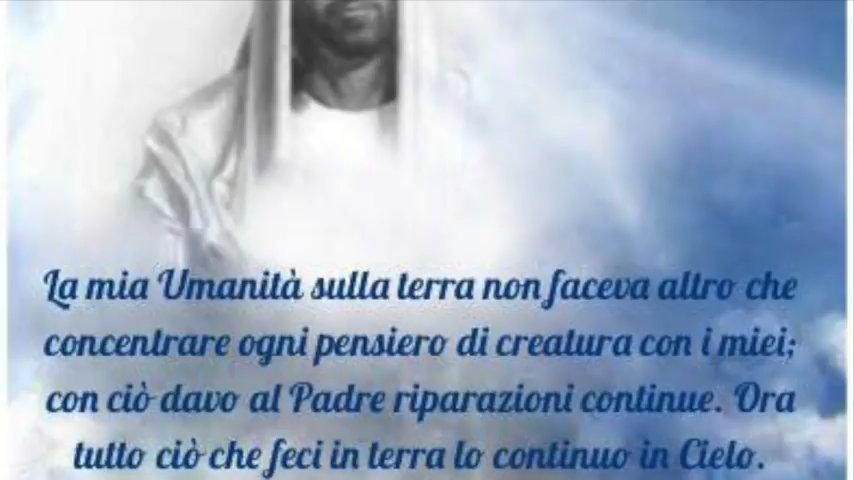 La mia Umanità sulla terra non faceva altro che
concentrare ogni pensiero di creatura con i miei;
con ciò davo al Padre riparazioni continue. Ora
tutto ciò che feci in terra lo continuo in Cielo.